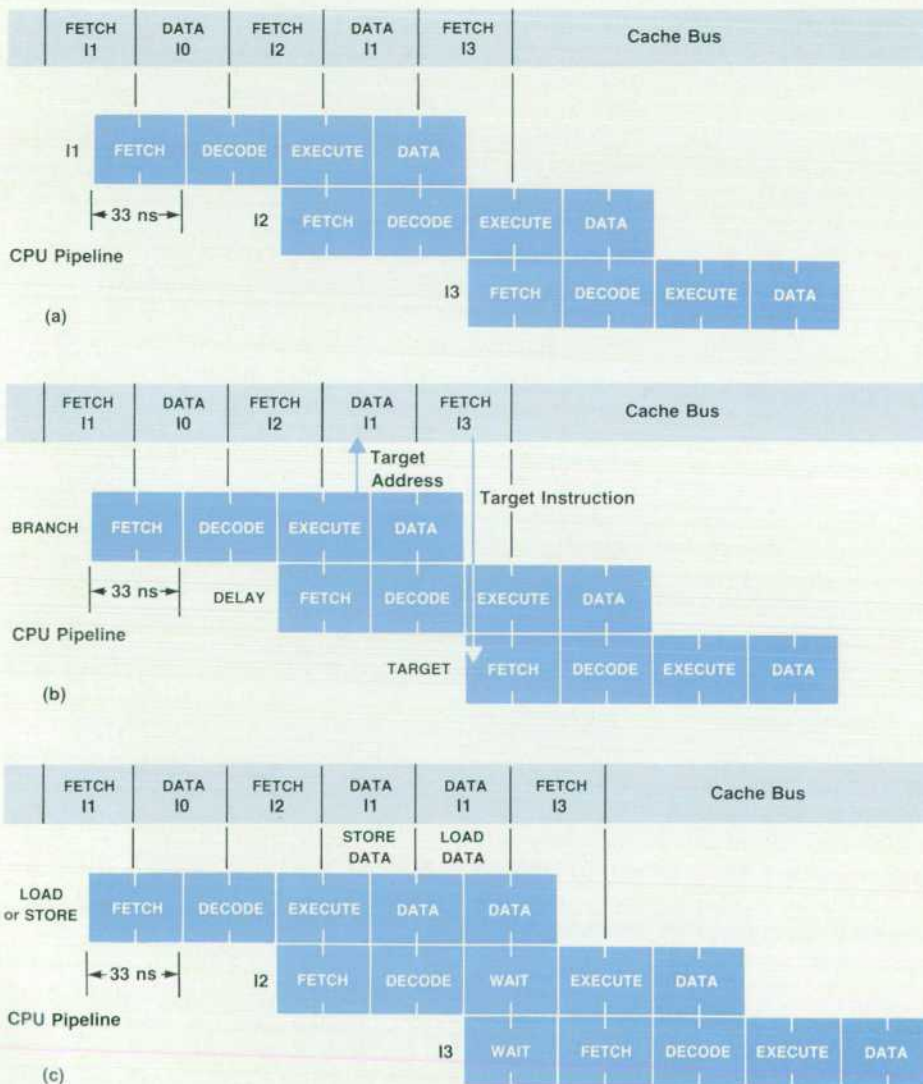 FETCH DATA FETCH DATA FETCH
I1 I0 I2 I1 I3
Cache Bus
I1 FETCH DECODE EXECUTE DATA
33 ns
I2 FETCH DECODE EXECUTE DATA
CPU Pipeline
I3 FETCH DECODE EXECUTE DATA
(a)
FETCH DATA FETCH DATA FETCH
I1 I0 I2 I1 I3
Cache Bus
Target
Address
Target Instruction
BRANCH FETCH DECODE EXECUTE DATA
33 ns
DELAY FETCH DECODE EXECUTE DATA
CPU Pipeline
TARGET FETCH DECODE EXECUTE DATA
(b)
FETCH DATA FETCH DATA DATA FETCH
I1 I0 I2 I1 I1 I3
Cache Bus
STORE LOAD
DATA DATA
LOAD
or STORE
FETCH DECODE EXECUTE DATA DATA
33 ns
I2 FETCH DECODE WAIT EXECUTE DATA
CPU Pipeline
I3 WAIT FETCH DECODE EXECUTE DATA
(c)